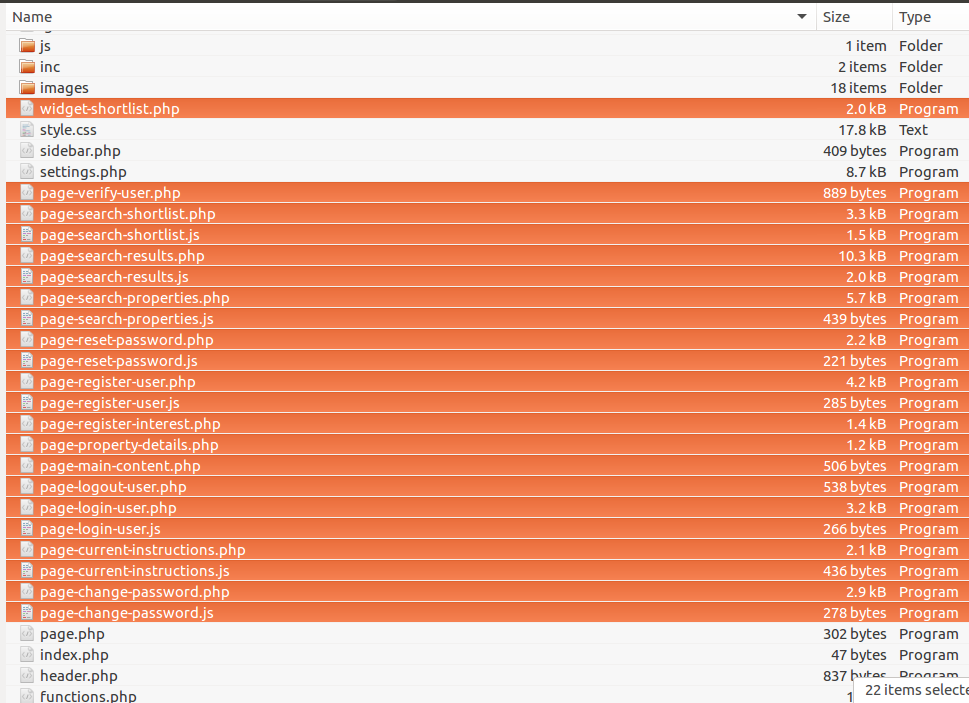 Name Size Type
js 1 item Folder
inc 2 items Folder
images 18 items Folder
widget-shortlist.php 2.0 kB Program
style.css 17.8 kB Text
sidebar.php 409 bytes Program
settings.php 8.7 kB Program
page-verify-user.php 889 bytes Program
page-search-shortlist.php 3.3 kB Program
page-search-shortlist.js 1.5 kB Program
page-search-results.php 10.3 kB Program
page-search-results.js 2.0 kB Program
page-search-properties.php 5.7 kB Program
page-search-properties.js 439 bytes Program
page-reset-password.php 2.2 kB Program
page-reset-password.js 221 bytes Program
page-register-user.php 4.2 kB Program
page-register-user.js 285 bytes Program
page-register-interest.php 1.4 kB Program
page-property-details.php 1.2 kB Program
page-main-content.php 506 bytes Program
page-logout-user.php 538 bytes Program
page-login-user.php 3.2 kB Program
page-login-user.js 266 bytes Program
page-current-instructions.php 2.1 kB Program
page-current-instructions.js 436 bytes Program
page-change-password.php 2.9 kB Program
page-change-password.js 278 bytes Program
page.php 302 bytes Program
index.php 47 bytes Program
header.php 837 bytes Program
functions.php 1
22 items selecte